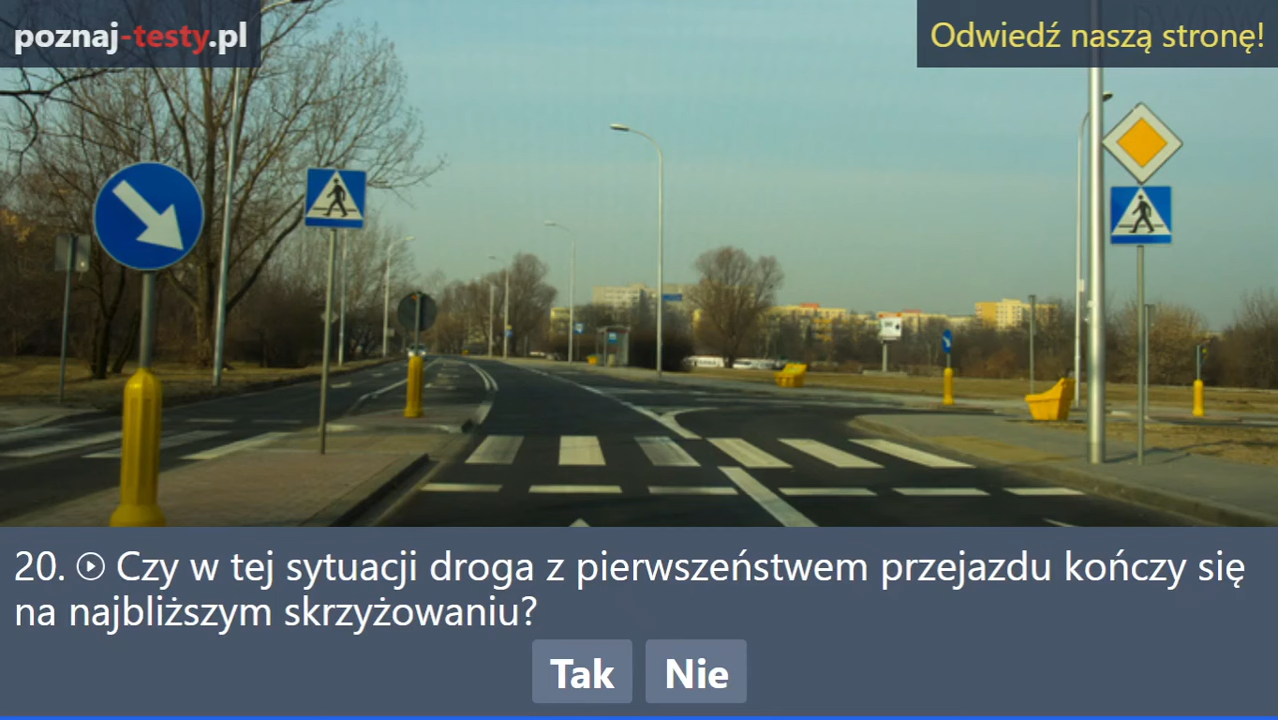 poznaj-testy.pl
Odwiedź naszą stronę!
20. Czy w tej sytuacji droga z pierwszeństwem przejazdu kończy się
na najbliższym skrzyżowaniu?
Tak Nie